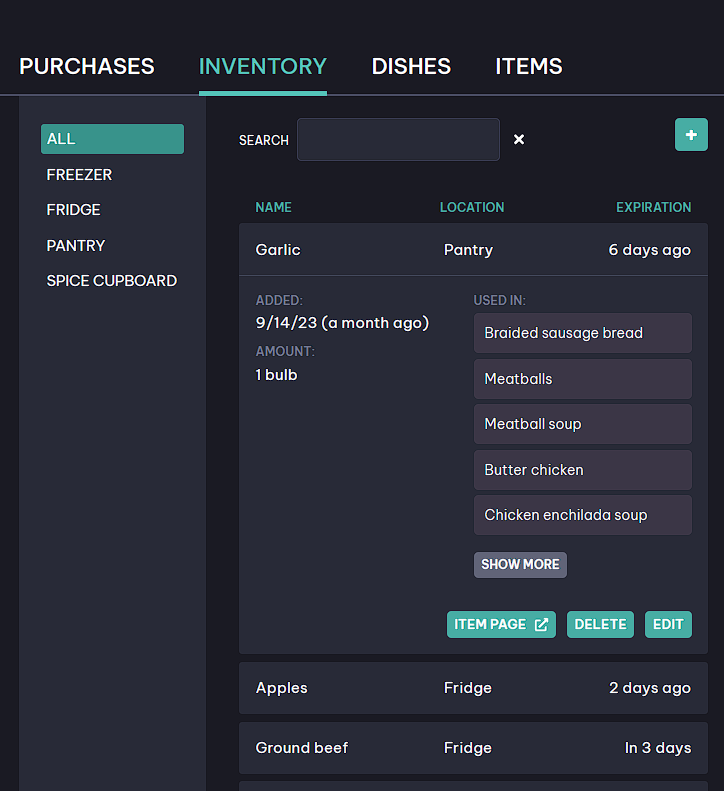 PURCHASES INVENTORY DISHES ITEMS
ALL
FREEZER
FRIDGE
PANTRY
SPICE CUPBOARD
SEARCH
NAME LOCATION EXPIRATION
Garlic Pantry 6 days ago
ADDED:
9/14/23 (a month ago)
AMOUNT:
1 bulb
USED IN:
Braided sausage bread
Meatballs
Meatball soup
Butter chicken
Chicken enchilada soup
SHOW MORE
ITEM PAGE DELETE EDIT
Apples Fridge 2 days ago
Ground beef Fridge In 3 days